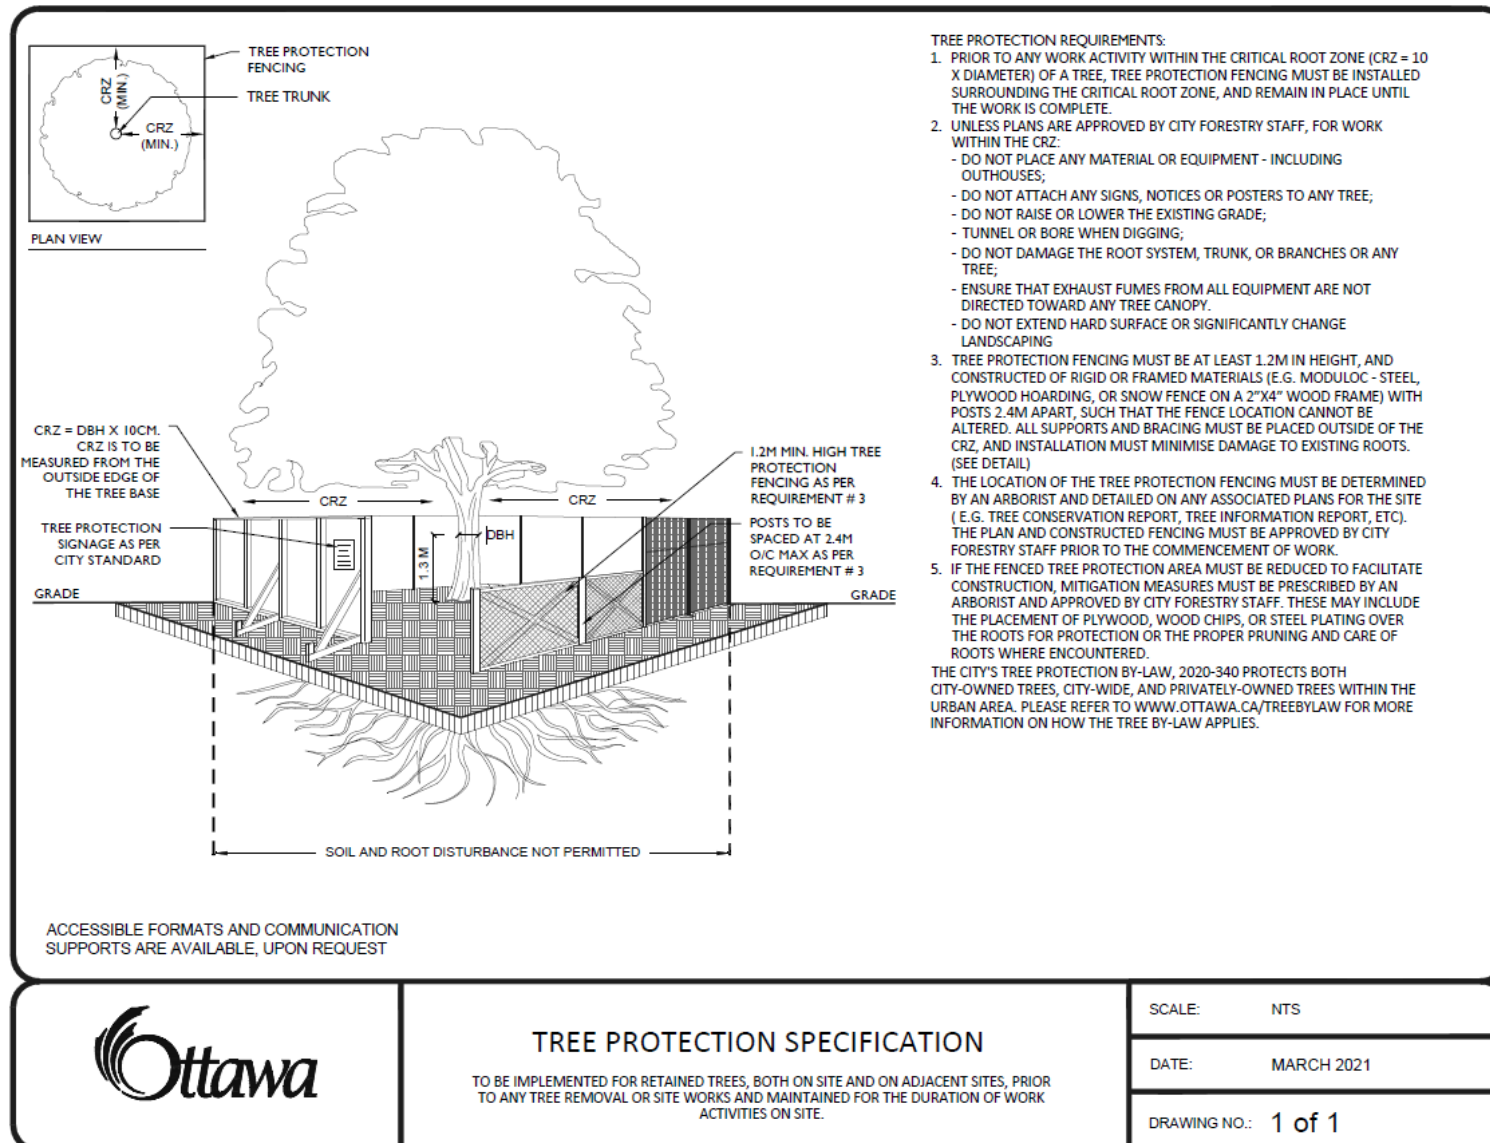 TREE PROTECTION
FENCING
TREE TRUNK
CRZ
(MIN.)
CRZ
(MIN.)
PLAN VIEW
CRZ = DBH X 10CM.
CRZ IS TO BE
MEASURED FROM THE
OUTSIDE EDGE OF
THE TREE BASE
TREE PROTECTION
SIGNAGE AS PER
CITY STANDARD
GRADE
CRZ
CRZ
DBH
1.3 M
1.2M MIN. HIGH TREE
PROTECTION
FENCING AS PER
REQUIREMENT # 3
POSTS TO BE
SPACED AT 2.4M
O/C MAX AS PER
REQUIREMENT # 3
GRADE
SOIL AND ROOT DISTURBANCE NOT PERMITTED
ACCESSIBLE FORMATS AND COMMUNICATION
SUPPORTS ARE AVAILABLE, UPON REQUEST
TREE PROTECTION REQUIREMENTS:
1. PRIOR TO ANY WORK ACTIVITY WITHIN THE CRITICAL ROOT ZONE (CRZ = 10
X DIAMETER) OF A TREE, TREE PROTECTION FENCING MUST BE INSTALLED
SURROUNDING THE CRITICAL ROOT ZONE, AND REMAIN IN PLACE UNTIL
THE WORK IS COMPLETE.
2. UNLESS PLANS ARE APPROVED BY CITY FORESTRY STAFF, FOR WORK
WITHIN THE CRZ:
- DO NOT PLACE ANY MATERIAL OR EQUIPMENT - INCLUDING
OUTHOUSES;
- DO NOT ATTACH ANY SIGNS, NOTICES OR POSTERS TO ANY TREE;
- DO NOT RAISE OR LOWER THE EXISTING GRADE;
- TUNNEL OR BORE WHEN DIGGING;
- DO NOT DAMAGE THE ROOT SYSTEM, TRUNK, OR BRANCHES OR ANY
TREE;
- ENSURE THAT EXHAUST FUMES FROM ALL EQUIPMENT ARE NOT
DIRECTED TOWARD ANY TREE CANOPY.
- DO NOT EXTEND HARD SURFACE OR SIGNIFICANTLY CHANGE
LANDSCAPING
3. TREE PROTECTION FENCING MUST BE AT LEAST 1.2M IN HEIGHT, AND
CONSTRUCTED OF RIGID OR FRAMED MATERIALS (E.G. MODULOC - STEEL,
PLYWOOD HOARDING, OR SNOW FENCE ON A 2"X4" WOOD FRAME) WITH
POSTS 2.4M APART, SUCH THAT THE FENCE LOCATION CANNOT BE
ALTERED. ALL SUPPORTS AND BRACING MUST BE PLACED OUTSIDE OF THE
CRZ, AND INSTALLATION MUST MINIMISE DAMAGE TO EXISTING ROOTS.
(SEE DETAIL)
4. THE LOCATION OF THE TREE PROTECTION FENCING MUST BE DETERMINED
BY AN ARBORIST AND DETAILED ON ANY ASSOCIATED PLANS FOR THE SITE
( E.G. TREE CONSERVATION REPORT, TREE INFORMATION REPORT, ETC).
THE PLAN AND CONSTRUCTED FENCING MUST BE APPROVED BY CITY
FORESTRY STAFF PRIOR TO THE COMMENCEMENT OF WORK.
5. IF THE FENCED TREE PROTECTION AREA MUST BE REDUCED TO FACILITATE
CONSTRUCTION, MITIGATION MEASURES MUST BE PRESCRIBED BY AN
ARBORIST AND APPROVED BY CITY FORESTRY STAFF. THESE MAY INCLUDE
THE PLACEMENT OF PLYWOOD, WOOD CHIPS, OR STEEL PLATING OVER
THE ROOTS FOR PROTECTION OR THE PROPER PRUNING AND CARE OF
ROOTS WHERE ENCOUNTERED.
THE CITY'S TREE PROTECTION BY-LAW, 2020-340 PROTECTS BOTH
CITY-OWNED TREES, CITY-WIDE, AND PRIVATELY-OWNED TREES WITHIN THE
URBAN AREA. PLEASE REFER TO WWW.OTTAWA.CA/TREEBYLAW FOR MORE
INFORMATION ON HOW THE TREE BY-LAW APPLIES.
Ottawa
TREE PROTECTION SPECIFICATION
TO BE IMPLEMENTED FOR RETAINED TREES, BOTH ON SITE AND ON ADJACENT SITES, PRIOR
TO ANY TREE REMOVAL OR SITE WORKS AND MAINTAINED FOR THE DURATION OF WORK
ACTIVITIES ON SITE.
SCALE: NTS
DATE: MARCH 2021
DRAWING NO.: 1 of 1